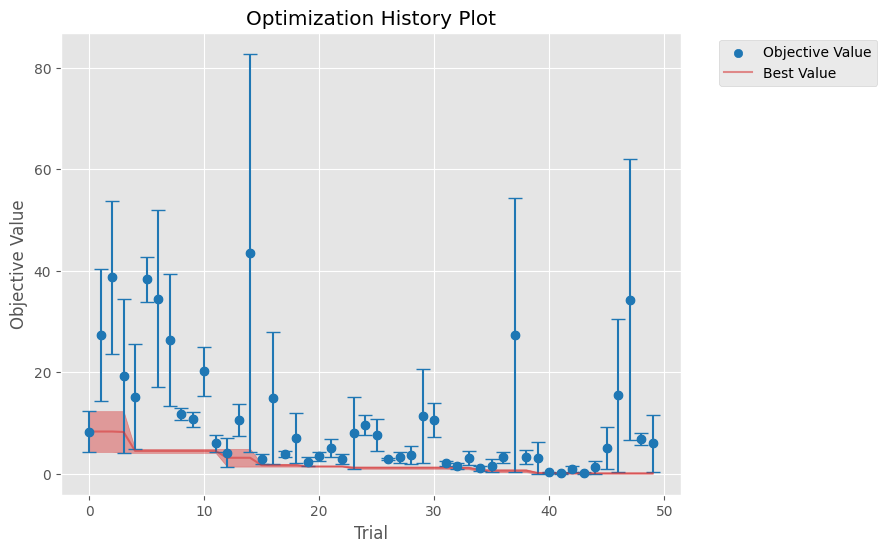 Optimization History Plot
Objective Value
Best Value
Objective Value
80
60
40
20
0
0 10 20 30 40 50
Trial